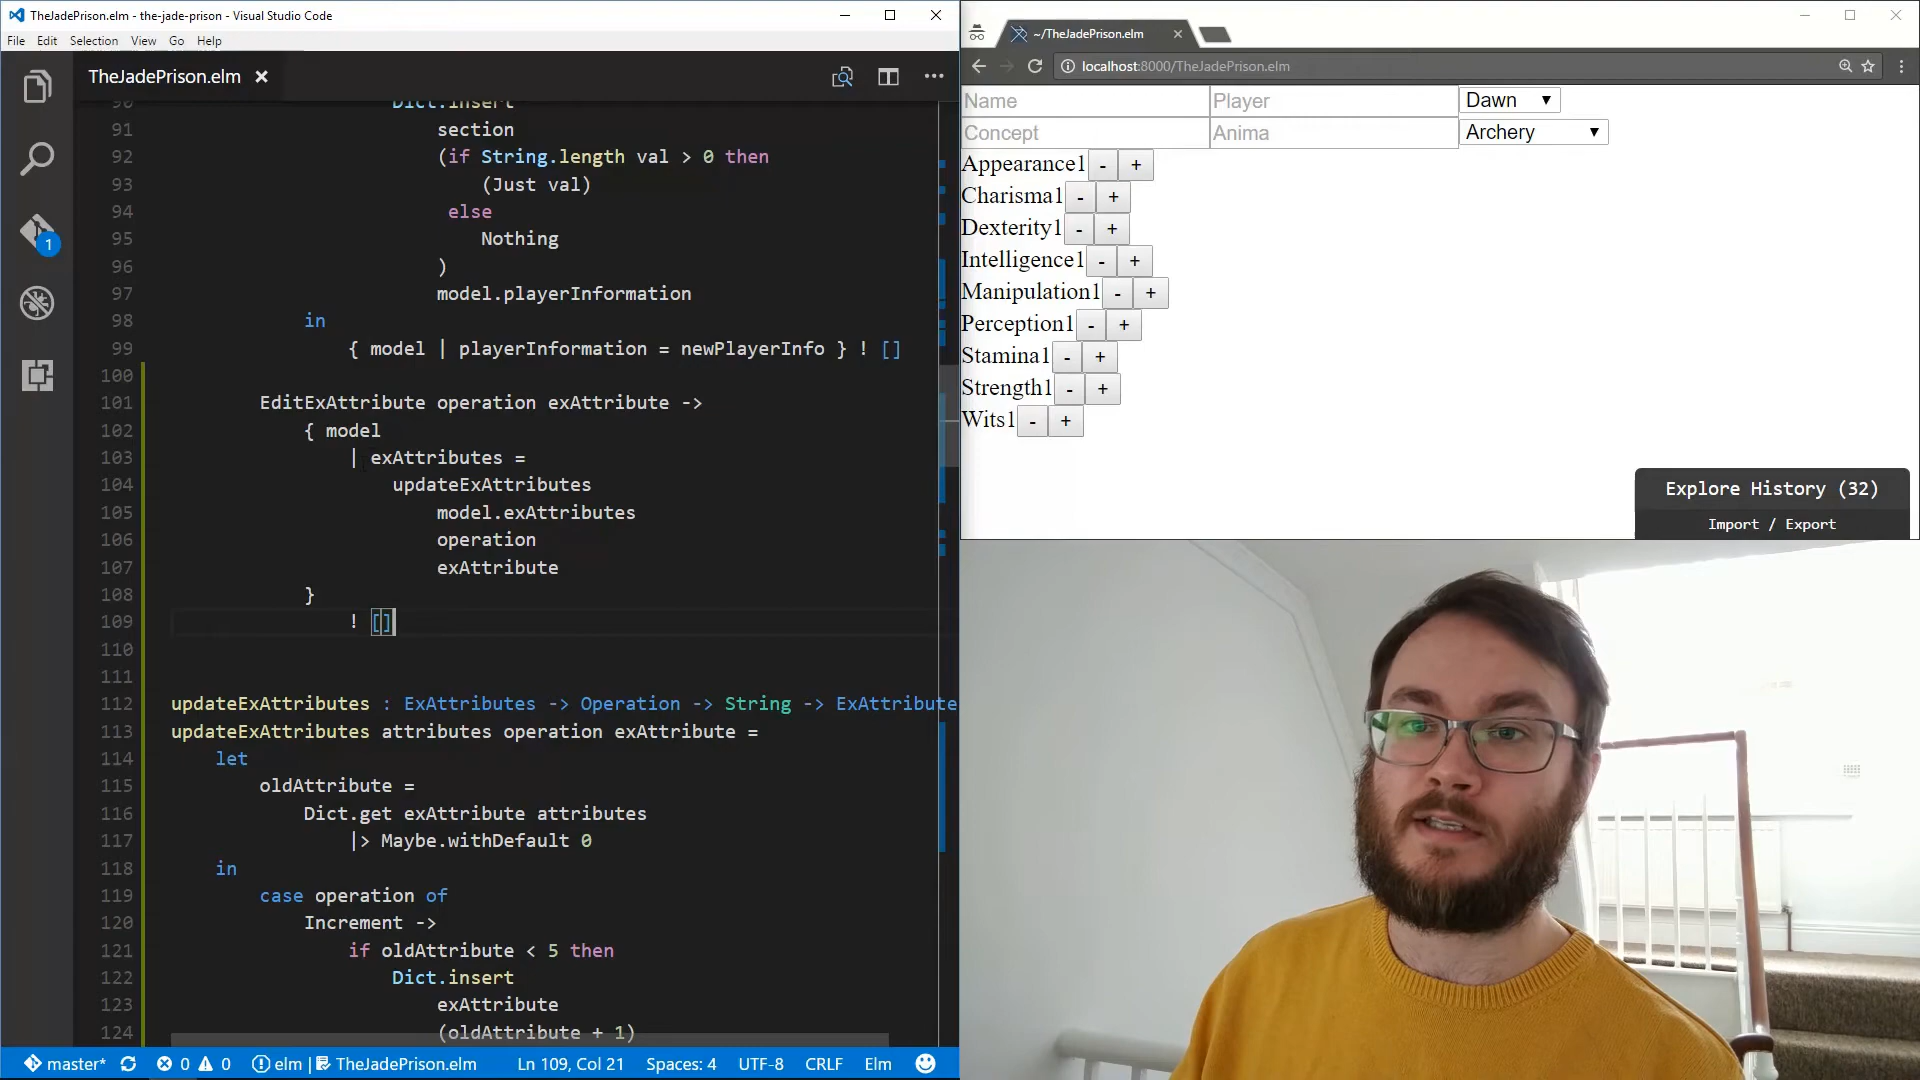 TheJadePrison.elm - the-jade-prison - Visual Studio Code
File Edit Selection View Go Help
TheJadePrison.elm
90 Dict.insert
91 section
92 (if String.length val > 0 then
93 (Just val)
94 else
95 Nothing
96 )
97 model.playerInformation
98 in
99 { model | playerInformation = newPlayerInfo } ! []
100
101 EditExAttribute operation exAttribute ->
102 { model
103 | exAttributes =
104 updateExAttributes
105 model.exAttributes
106 operation
107 exAttribute
108 }
109 ! []
110
111
112 updateExAttributes : ExAttributes -> Operation -> String -> ExAttribute
113 updateExAttributes attributes operation exAttribute =
114 let
115 oldAttribute =
116 Dict.get exAttribute attributes
117 |> Maybe.withDefault 0
118 in
119 case operation of
120 Increment ->
121 if oldAttribute < 5 then
122 Dict.insert
123 exAttribute
124 (oldAttribute + 1)
1
master* 0 0 elm | TheJadePrison.elm Ln 109, Col 21 Spaces: 4 UTF-8 CRLF Elm
~/TheJadePrison.elm
localhost:8000/TheJadePrison.elm
Name Player Dawn
Concept Anima Archery
Appearance1 - +
Charisma1 - +
Dexterity1 - +
Intelligence1 - +
Manipulation1 - +
Perception1 - +
Stamina1 - +
Strength1 - +
Wits1 - +
Explore History (32)
Import / Export